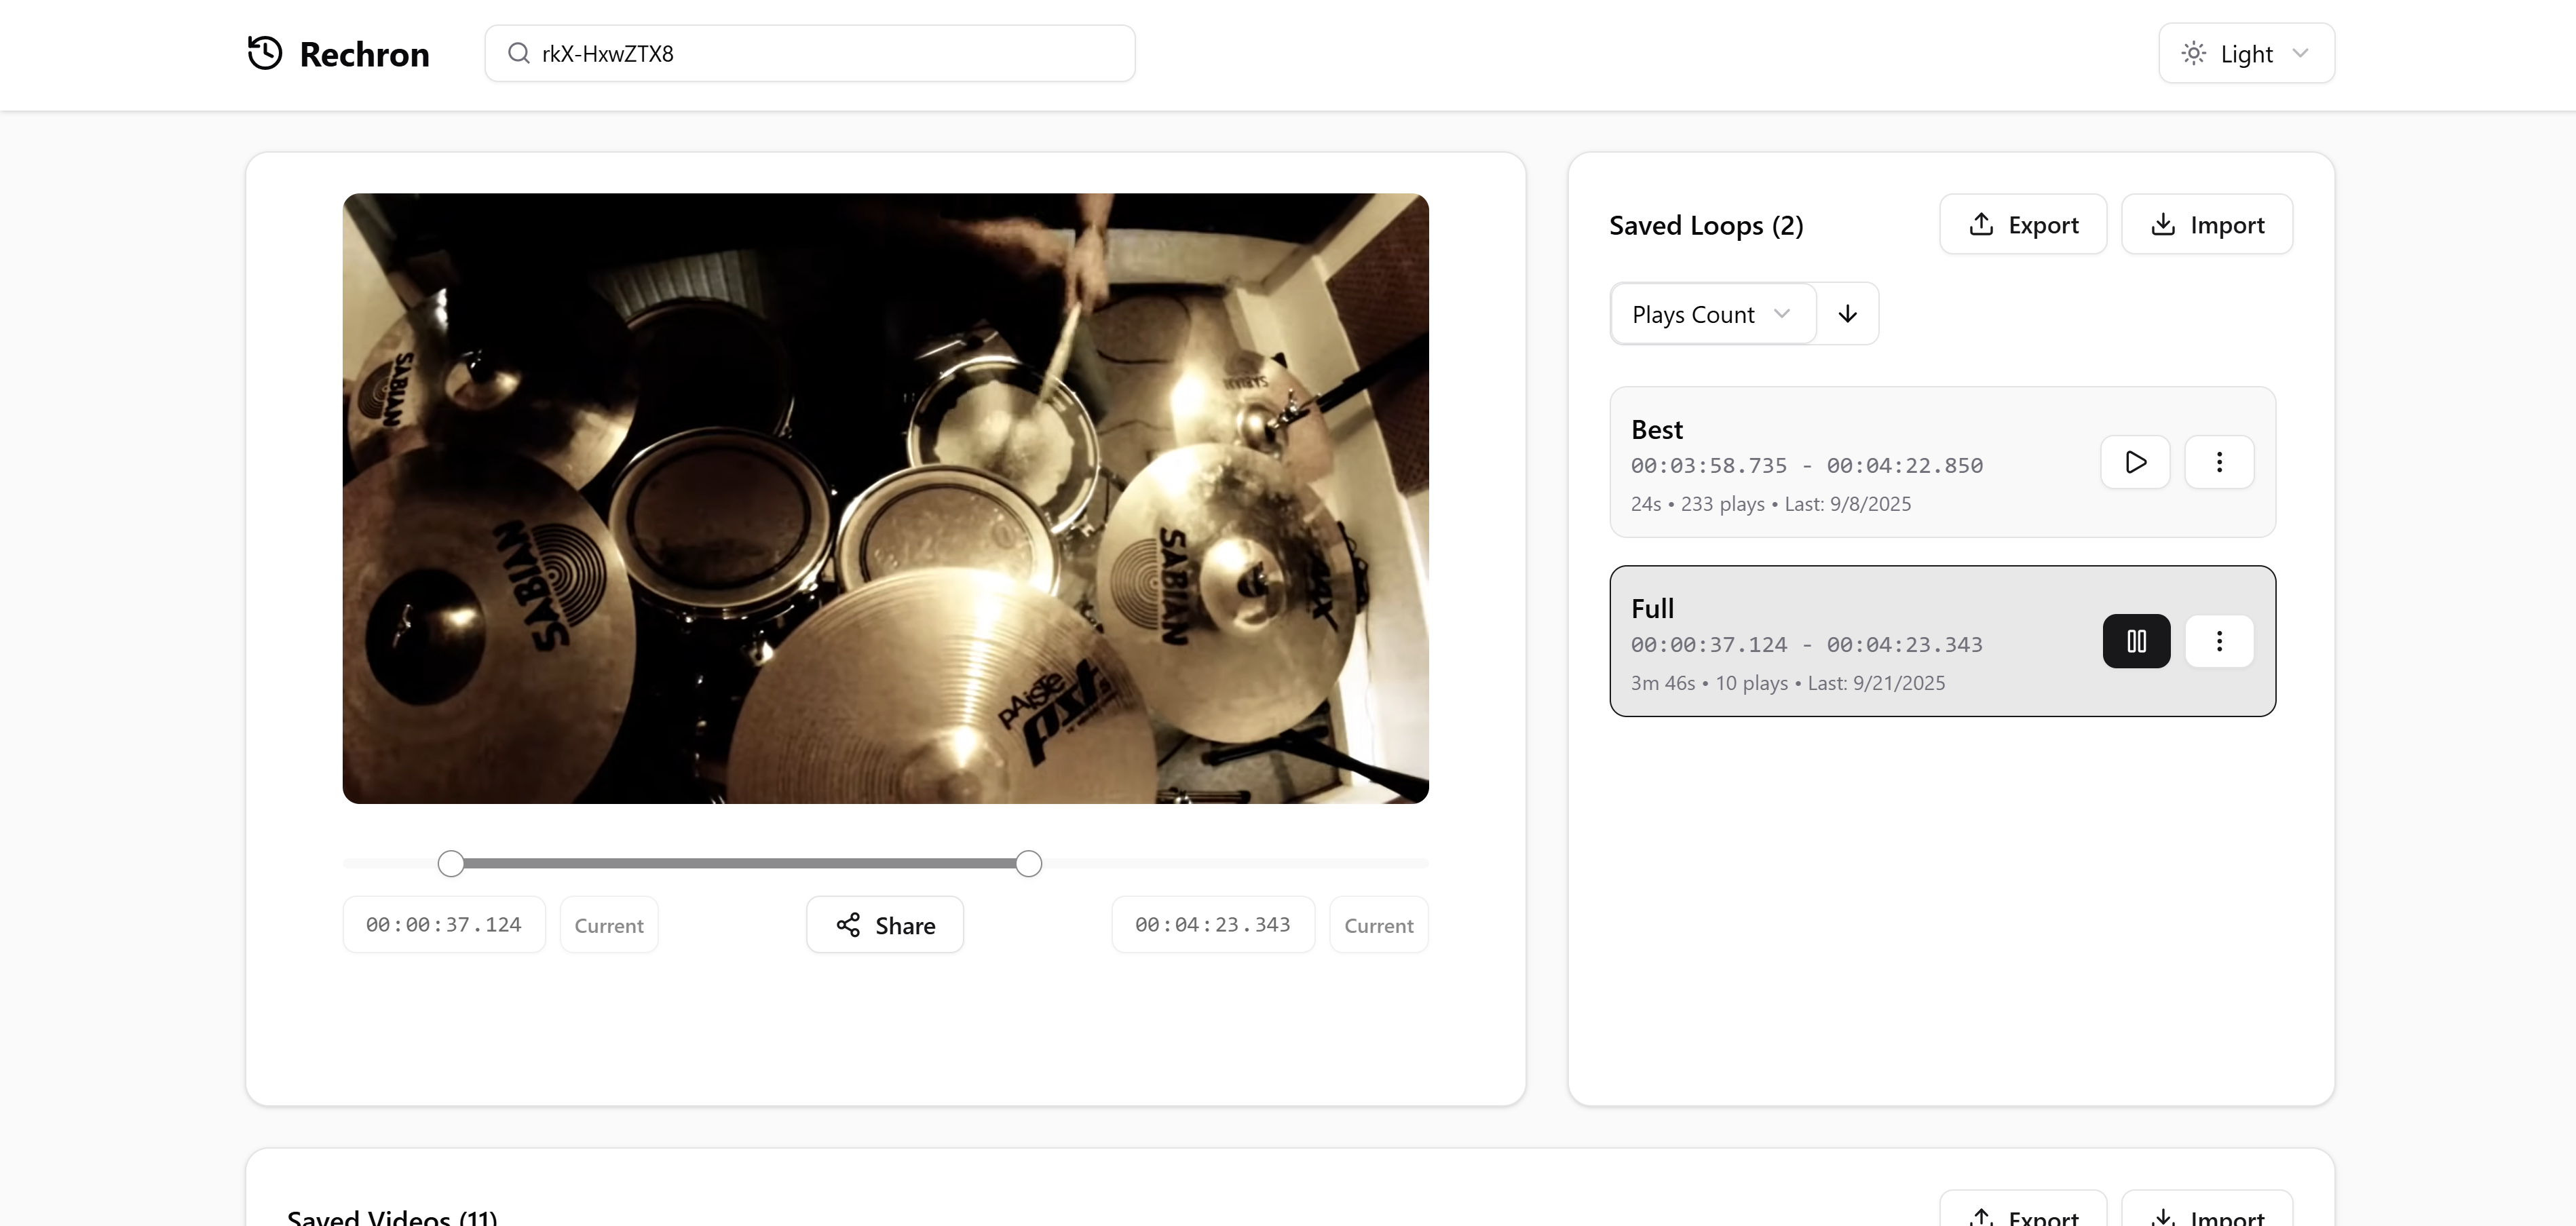 Rechron
rkX-HxwZTX8
Light
SABIAN
SABIAN
SABIAN
SABIAN
AAX
PAiSTe
PST
00:00:37.124
Current
Share
00:04:23.343
Current
Saved Loops (2)
Export
Import
Plays Count
Best
00:03:58.735 - 00:04:22.850
24s • 233 plays • Last: 9/8/2025
Full
00:00:37.124 - 00:04:23.343
3m 46s • 10 plays • Last: 9/21/2025
Saved Videos (11)
Export
Import